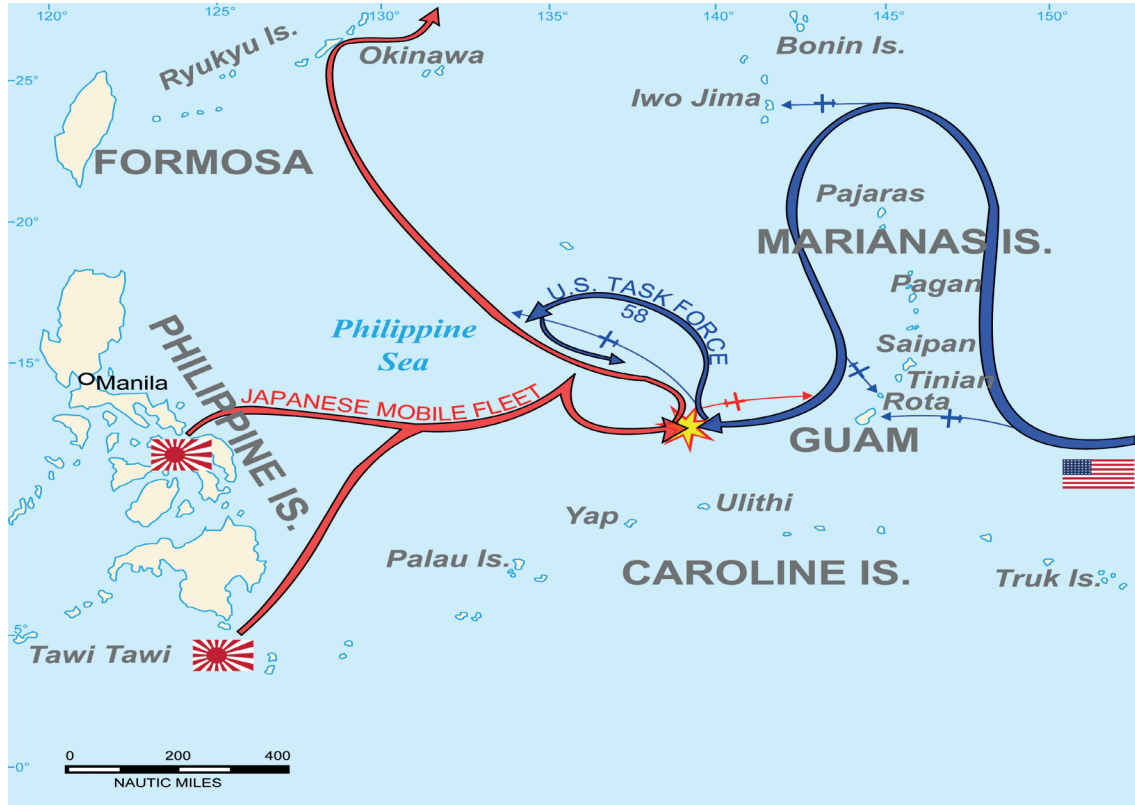 120° 125° 130° 135° 140° 145° 150°
Bonin Is.
Ryukyu Is.
Okinawa
25°
Iwo Jima
FORMOSA
Pajaras
20°
MARIANAS IS.
Pagan
U.S. TASK FORCE
58
Philippine
Sea
Saipan
15°
Tinian
Manila
Rota
JAPANESE MOBILE FLEET
PHILIPPINE IS.
GUAM
Ulithi
Yap
Palau Is.
CAROLINE IS.
Truk Is.
5°
Tawi Tawi
0 200 400
NAUTIC MILES
0°